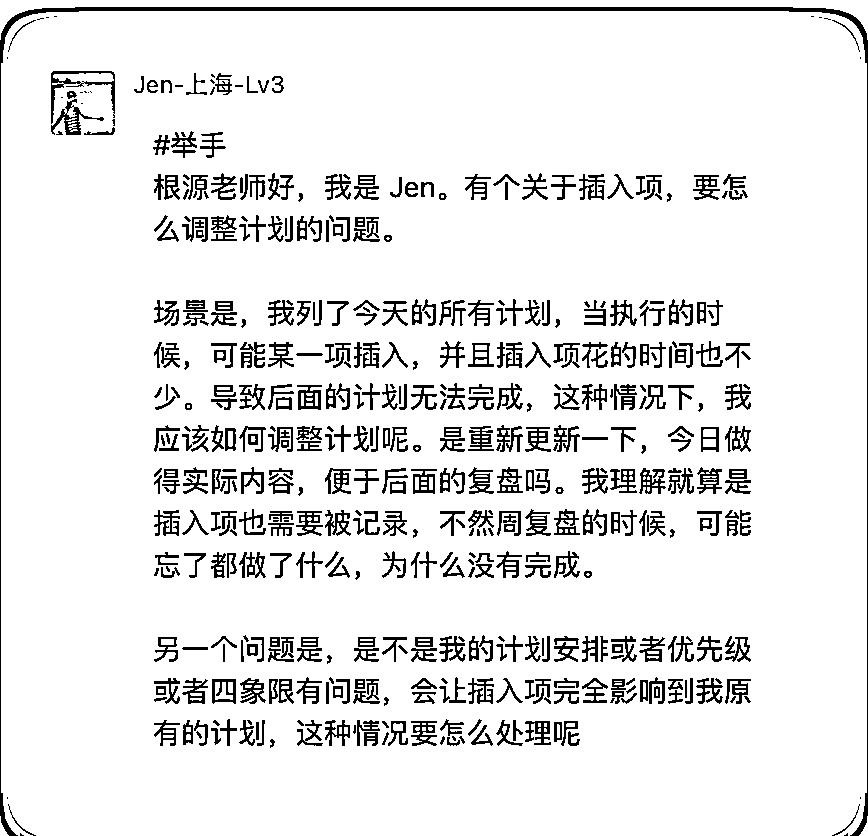 Jen-上海-Lv3
#举手
根源老师好，我是 Jen。有个关于插入项，要怎
么调整计划的问题。
场景是，我列了今天的所有计划，当执行的时
候，可能某一项插入，并且插入项花的时间也不
少。导致后面的计划无法完成，这种情况下，我
应该如何调整计划呢。是重新更新一下，今日做
得实际内容，便于后面的复盘吗。我理解就算是
插入项也需要被记录，不然周复盘的时候，可能
忘了都做了什么，为什么没有完成。
另一个问题是，是不是我的计划安排或者优先级
或者四象限有问题，会让插入项完全影响到我原
有的计划，这种情况要怎么处理呢